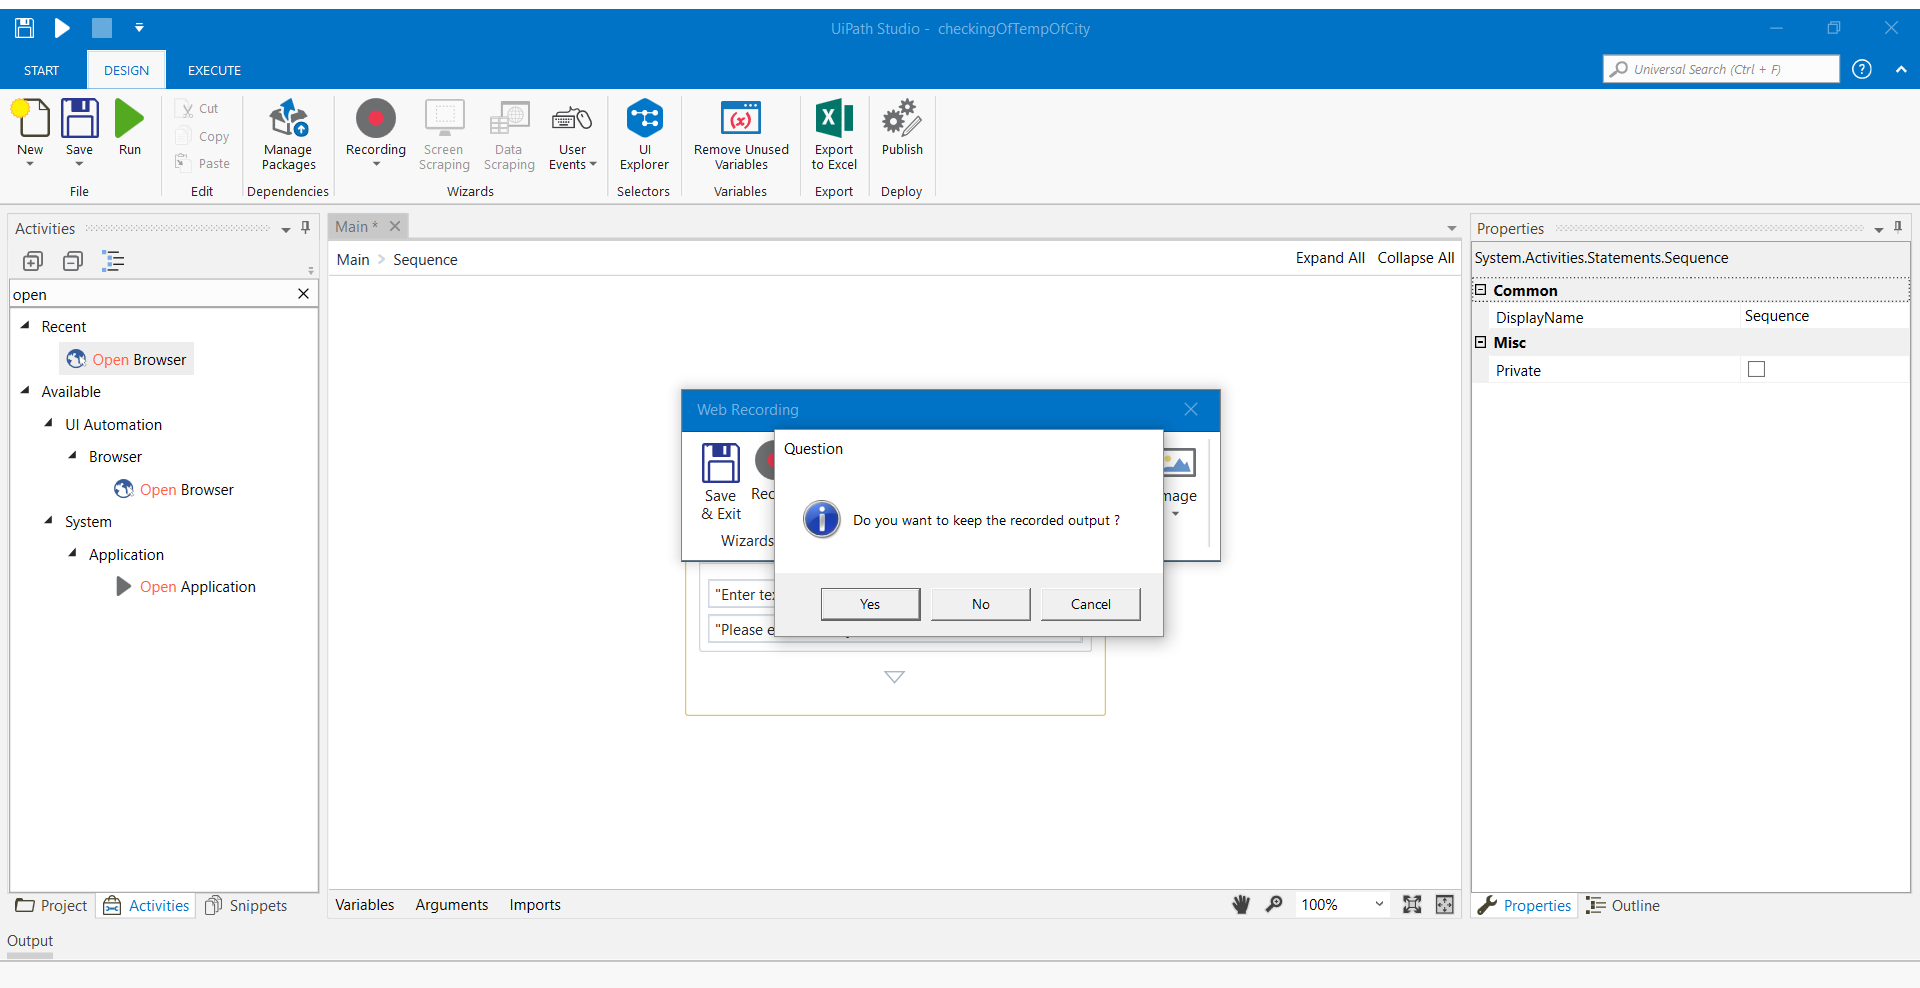 UiPath Studio - checkingOfTempOfCity
START
DESIGN
EXECUTE
Universal Search (Ctrl + F)
New
Save
Run
Cut
Copy
Paste
Manage
Packages
Recording
Screen
Scraping
Data
Scraping
User
Events
UI
Explorer
Remove Unused
Variables
Export
to Excel
Publish
File
Edit
Dependencies
Wizards
Selectors
Variables
Export
Deploy
Activities
open
Recent
Open Browser
Available
UI Automation
Browser
Open Browser
System
Application
Open Application
Project
Activities
Snippets
Main *
Main > Sequence
Expand All
Collapse All
Web Recording
Save
& Exit
Rec
Wizards
mage
Question
Do you want to keep the recorded output ?
Yes
No
Cancel
"Enter te
"Please e
Variables
Arguments
Imports
100%
Properties
System.Activities.Statements.Sequence
Common
DisplayName
Sequence
Misc
Private
Properties
Outline
Output